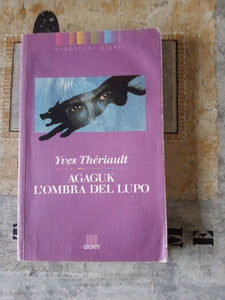 NARRATORI GIUNTI
Yves Thériault
AGAGUK
L'OMBRA DEL LUPO
GIUNTI